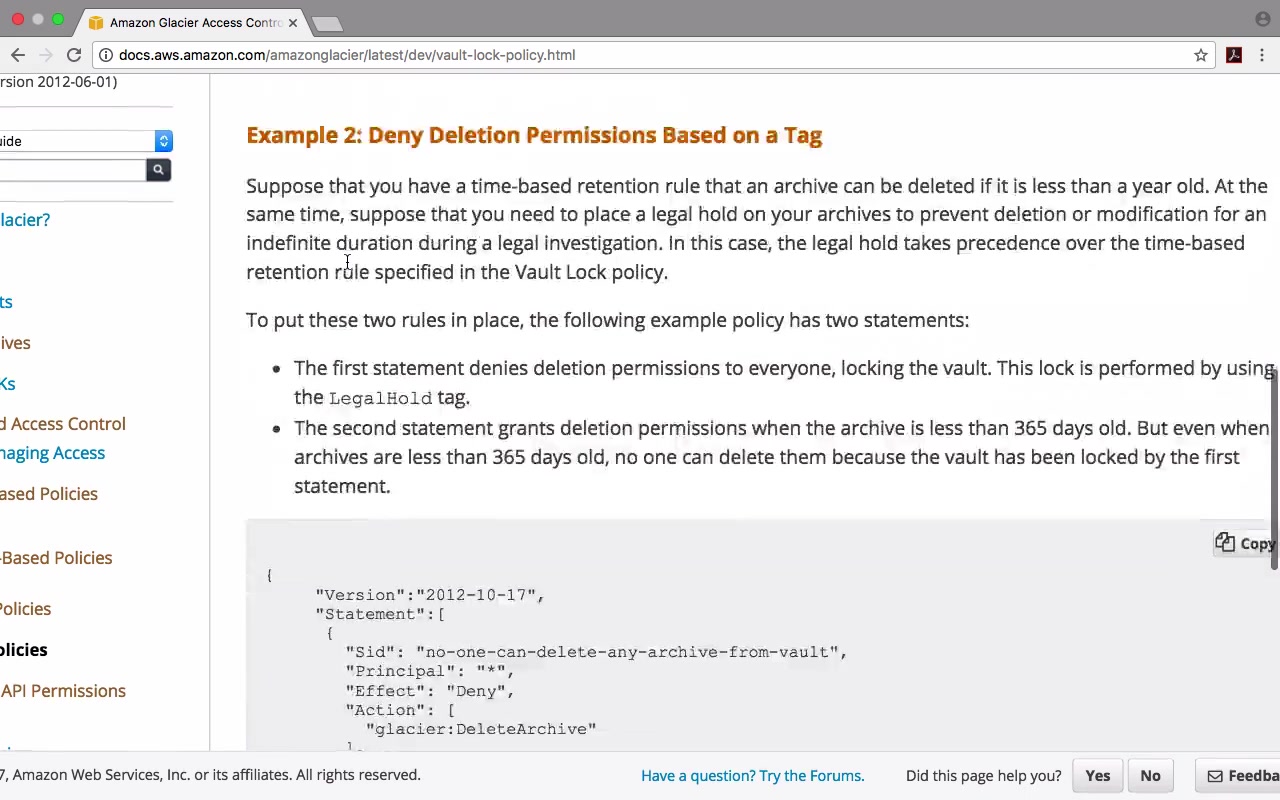 Amazon Glacier Access Contro
docs.aws.amazon.com/amazonglacier/latest/dev/vault-lock-policy.html
rsion 2012-06-01)
uide
lacier?
ts
ives
Ks
d Access Control
naging Access
ased Policies
-Based Policies
Policies
olicies
API Permissions
Example 2: Deny Deletion Permissions Based on a Tag
Suppose that you have a time-based retention rule that an archive can be deleted if it is less than a year old. At the
same time, suppose that you need to place a legal hold on your archives to prevent deletion or modification for an
indefinite duration during a legal investigation. In this case, the legal hold takes precedence over the time-based
retention rule specified in the Vault Lock policy.
To put these two rules in place, the following example policy has two statements:
• The first statement denies deletion permissions to everyone, locking the vault. This lock is performed by using
the LegalHold tag.
• The second statement grants deletion permissions when the archive is less than 365 days old. But even when
archives are less than 365 days old, no one can delete them because the vault has been locked by the first
statement.
Copy
{
"Version":"2012-10-17",
"Statement":[
{
"Sid": "no-one-can-delete-any-archive-from-vault",
"Principal": "*",
"Effect": "Deny",
"Action": [
"glacier:DeleteArchive"
7, Amazon Web Services, Inc. or its affiliates. All rights reserved.
Have a question? Try the Forums.
Did this page help you?
Yes
No
Feedba